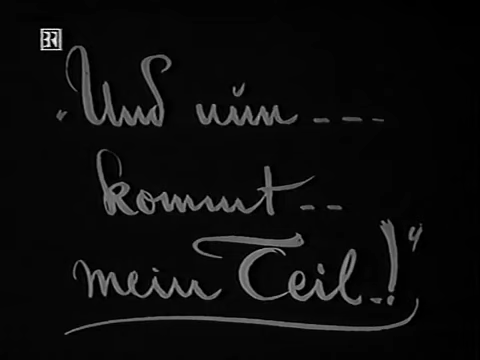 BR
„Und nun ---
kommt --
mein Teil -!"